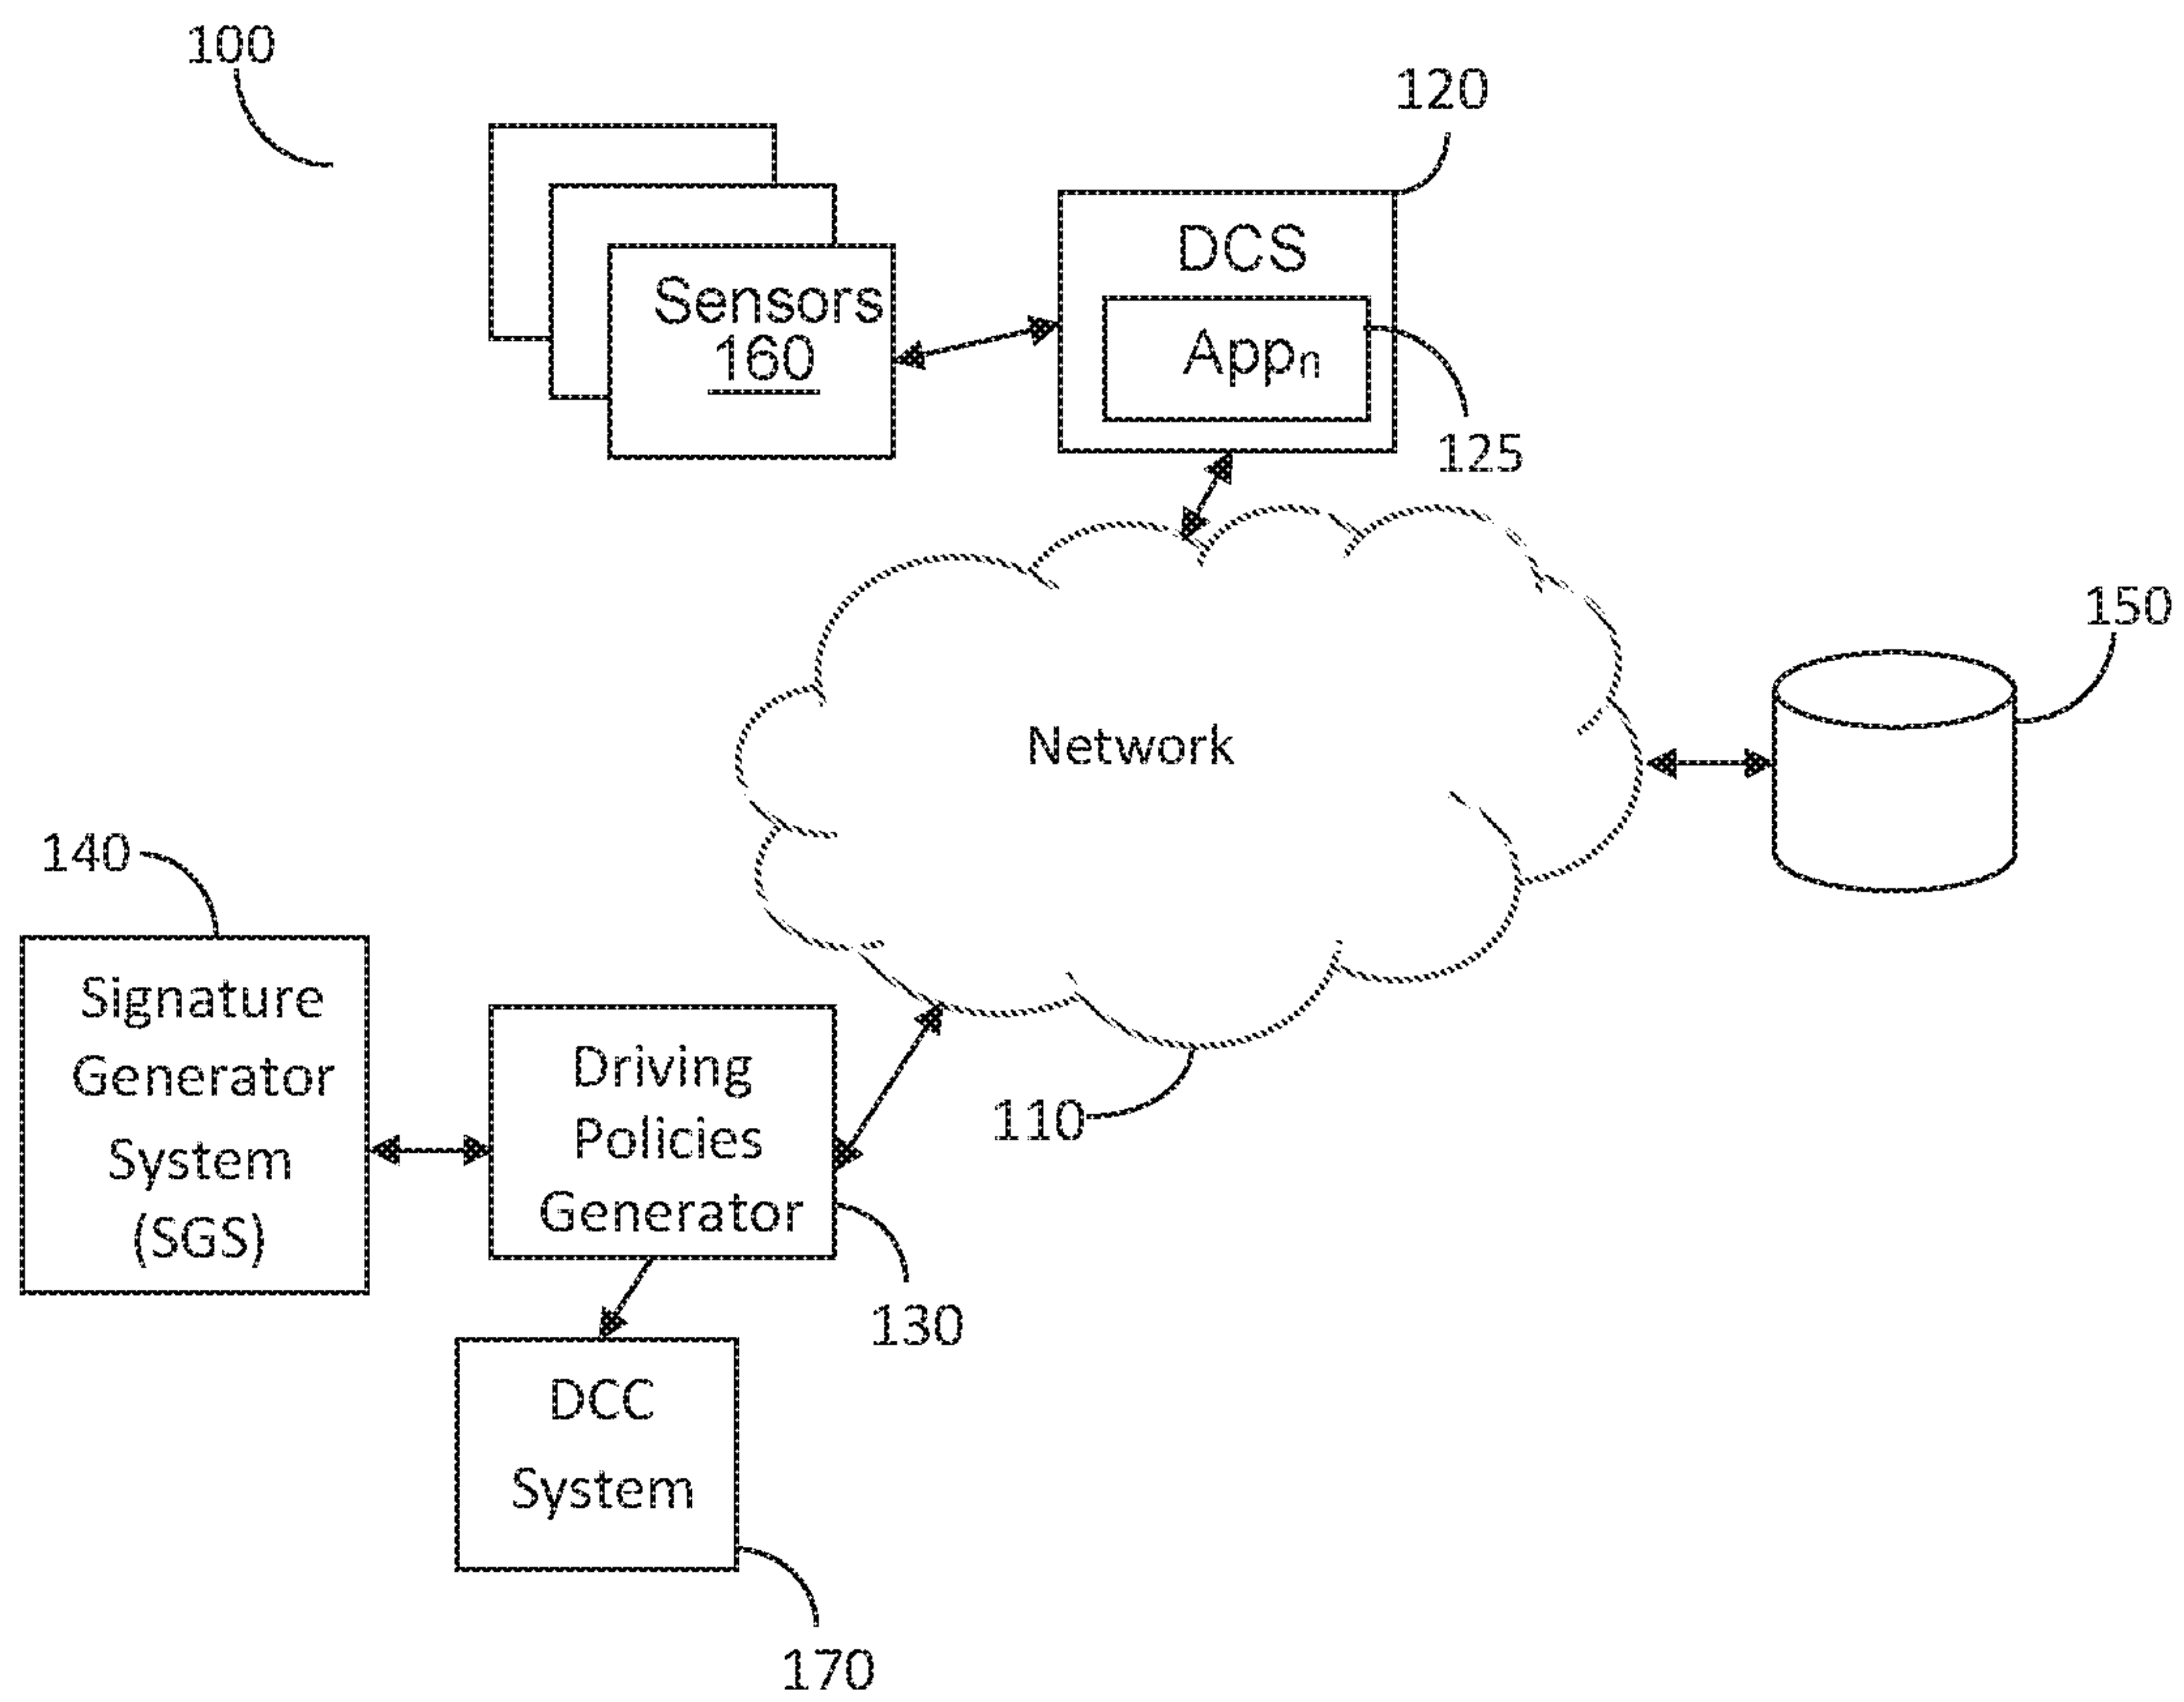 100
120
DCS
Sensors
160
Appn
125
150
Network
140
Signature
Generator
System
(SGS)
Driving
Policies
Generator
110
130
DCC
System
170